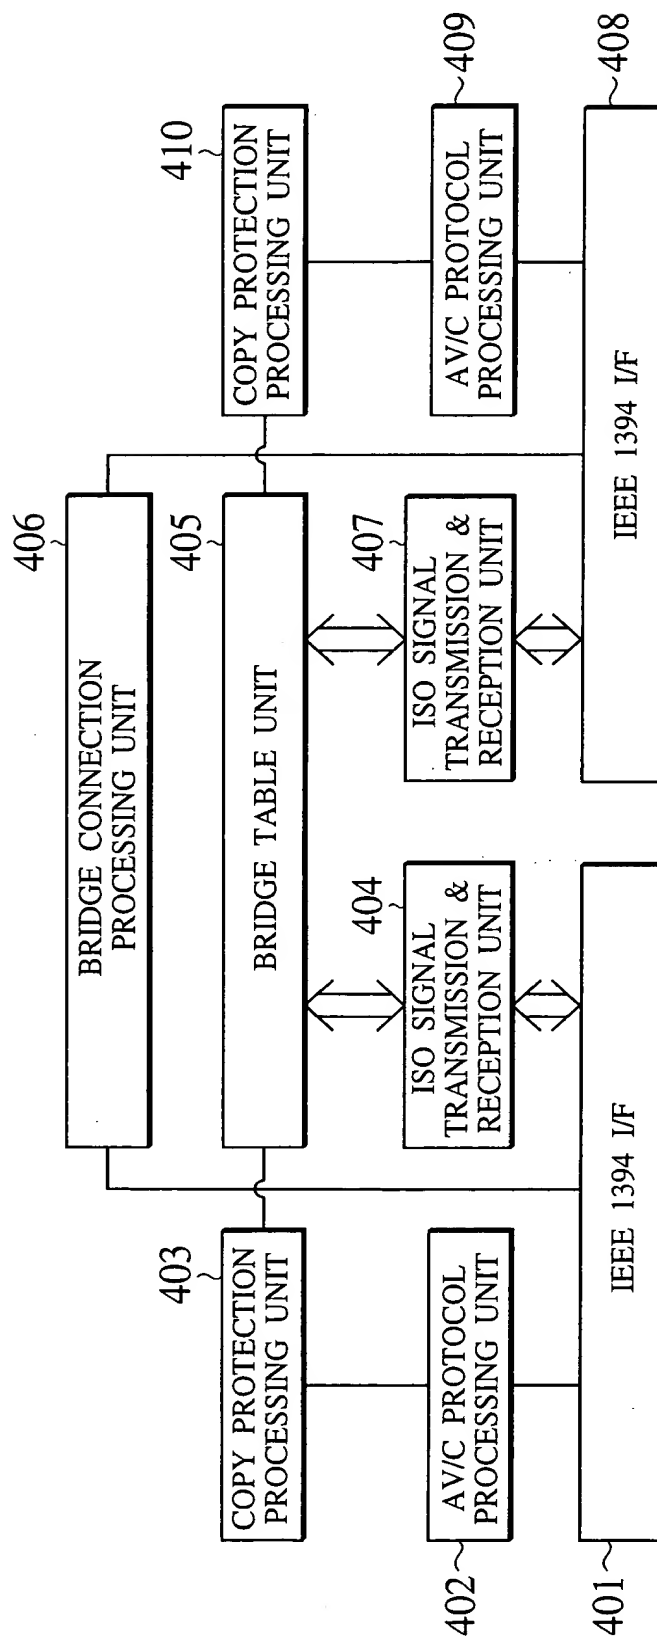 406
BRIDGE CONNECTION
PROCESSING UNIT
403
COPY PROTECTION
PROCESSING UNIT
405
BRIDGE TABLE UNIT
410
COPY PROTECTION
PROCESSING UNIT
402
AV/C PROTOCOL
PROCESSING UNIT
404
ISO SIGNAL
TRANSMISSION &
RECEPTION UNIT
407
ISO SIGNAL
TRANSMISSION &
RECEPTION UNIT
409
AV/C PROTOCOL
PROCESSING UNIT
401
IEEE 1394 I/F
IEEE 1394 I/F
408